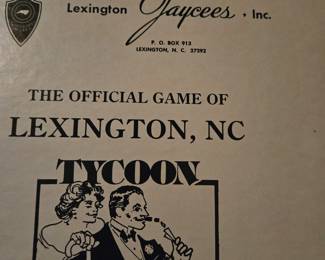 Lexington Jaycees, Inc.
P. O. BOX 913
LEXINGTON, N. C. 27292
THE OFFICIAL GAME OF
LEXINGTON, NC
TYCOON